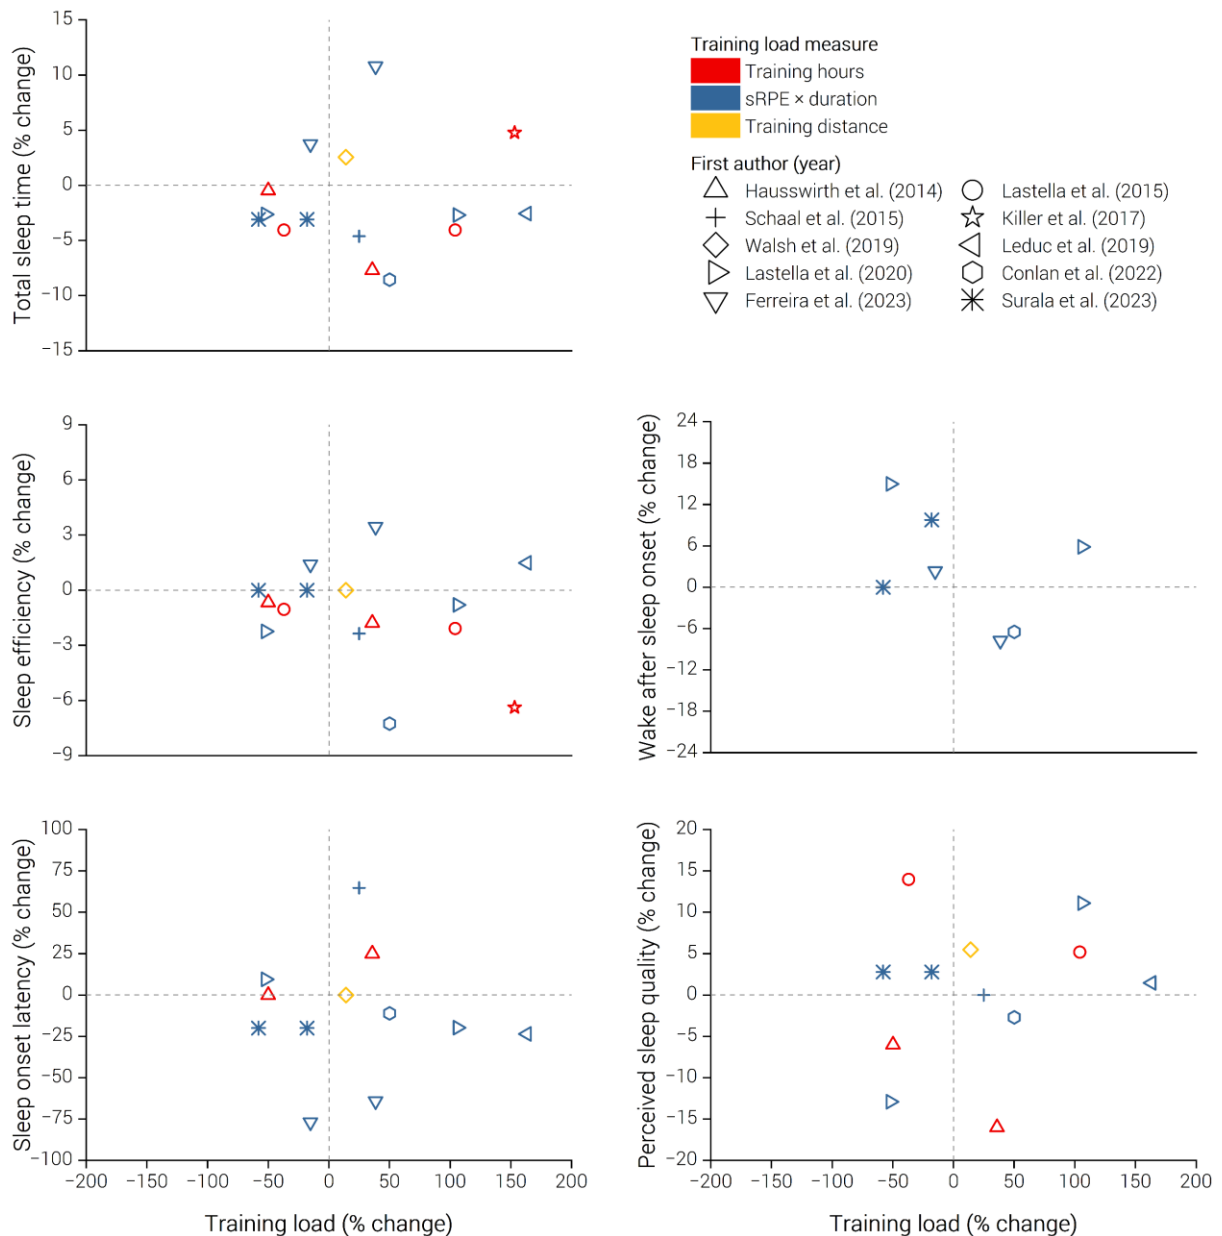 Total sleep time (% change)
15
10
5
0
−5
−10
−15
Training load measure
Training hours
sRPE × duration
Training distance
First author (year)
Hausswirth et al. (2014)
Lastella et al. (2015)
Schaal et al. (2015)
Killer et al. (2017)
Walsh et al. (2019)
Leduc et al. (2019)
Lastella et al. (2020)
Conlan et al. (2022)
Ferreira et al. (2023)
Surala et al. (2023)
Sleep efficiency (% change)
9
6
3
0
−3
−6
−9
Wake after sleep onset (% change)
24
18
12
6
0
−6
−12
−18
−24
Sleep onset latency (% change)
100
75
50
25
0
−25
−50
−75
−100
−200 −150 −100 −50 0 50 100 150 200
Training load (% change)
Perceived sleep quality (% change)
20
15
10
5
0
−5
−10
−15
−20
−200 −150 −100 −50 0 50 100 150 200
Training load (% change)